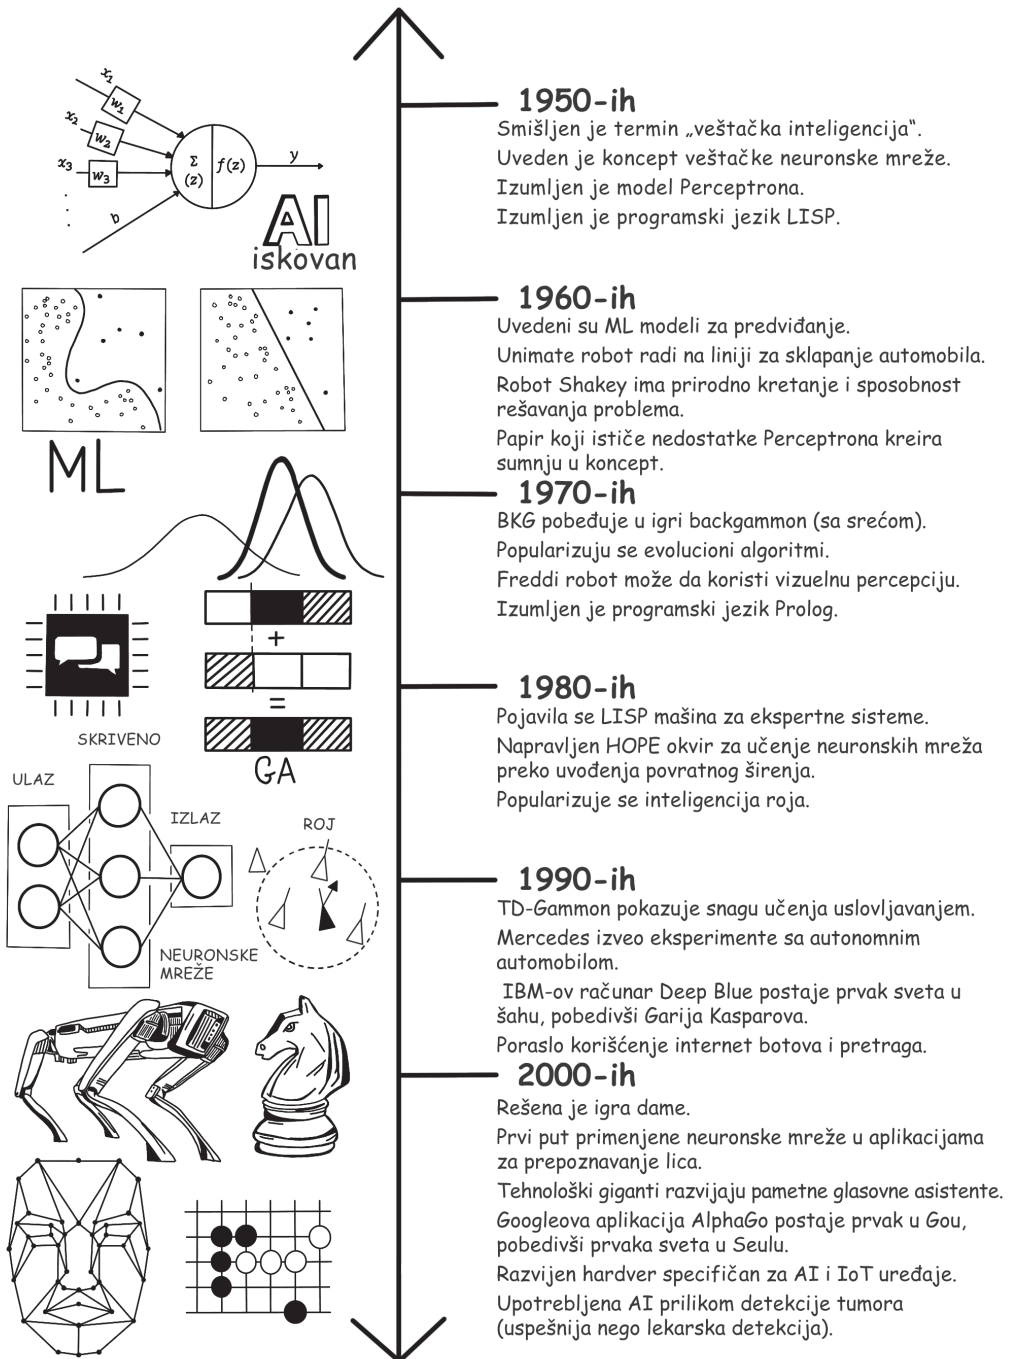 x₁
w₁
x₂
w₂
x₃
w₃
Σ
(z)
f(z)
y
b
AI
iskovan
1950-ih
Smišljen je termin „veštačka inteligencija“.
Uveden je koncept veštačke neuronske mreže.
Izumljen je model Perceptrona.
Izumljen je programski jezik LISP.
1960-ih
Uvedeni su ML modeli za predviđanje.
Unimate robot radi na liniji za sklapanje automobila.
Robot Shakey ima prirodno kretanje i sposobnost
rešavanja problema.
Papir koji ističe nedostatke Perceptrona kreira
sumnju u koncept.
ML
1970-ih
BKG pobeđuje u igri backgammon (sa srećom).
Popularizuju se evolucioni algoritmi.
Freddi robot može da koristi vizuelnu percepciju.
Izumljen je programski jezik Prolog.
+
=
GA
1980-ih
Pojavila se LISP mašina za ekspertne sisteme.
Napravljen HOPE okvir za učenje neuronskih mreža
preko uvođenja povratnog širenja.
Popularizuje se inteligencija roja.
SKRIVENO
ULAZ
IZLAZ
ROJ
NEURONSKE
MREŽE
1990-ih
TD-Gammon pokazuje snagu učenja uslovljavanjem.
Mercedes izveo eksperimente sa autonomnim
automobilom.
IBM-ov računar Deep Blue postaje prvak sveta u
šahu, pobedivši Garija Kasparova.
Poraslo korišćenje internet botova i pretraga.
2000-ih
Rešena je igra dame.
Prvi put primenjene neuronske mreže u aplikacijama
za prepoznavanje lica.
Tehnološki giganti razvijaju pametne glasovne asistente.
Googleova aplikacija AlphaGo postaje prvak u Gou,
pobedivši prvaka sveta u Seulu.
Razvijen hardver specifičan za AI i IoT uređaje.
Upotrebljena AI prilikom detekcije tumora
(uspešnija nego lekarska detekcija).